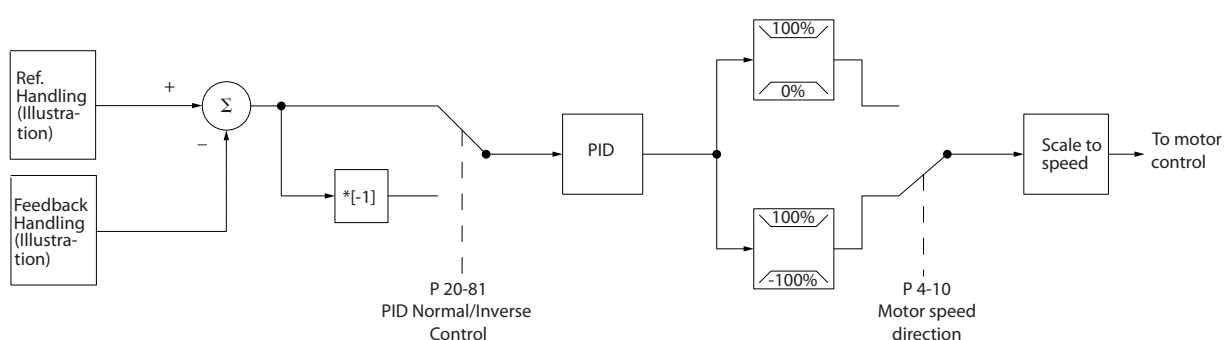 Ref.
Handling
(Illustra-
tion)
+
Σ
–
Feedback
Handling
(Illustra-
tion)
*[-1]
P 20-81
PID Normal/Inverse
Control
PID
100%
0%
100%
-100%
P 4-10
Motor speed
direction
Scale to
speed
To motor
control